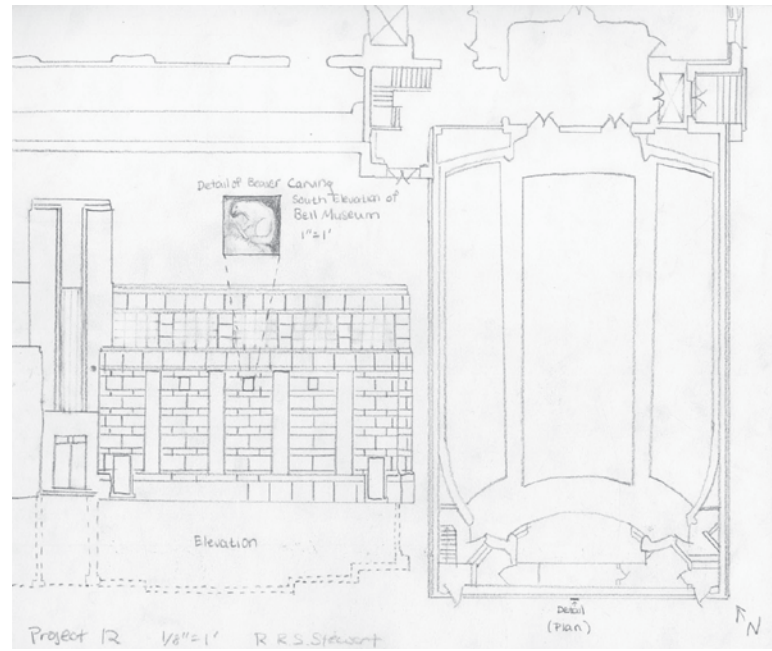 Detail of Beaver Carving
South Elevation of
Bell Museum
1"=1'
Elevation
Detail
(Plan)
N
Project 12 1/8"=1' R.R.S. Stewart